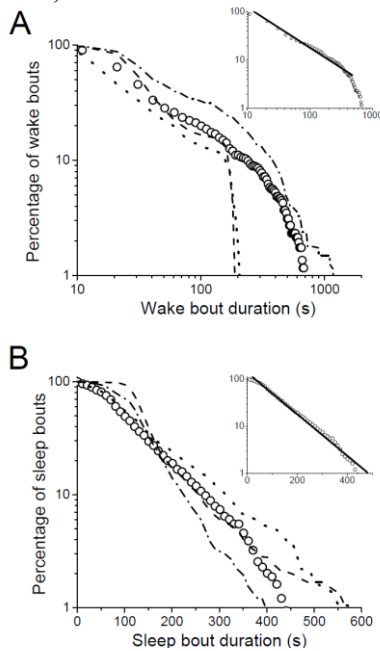 A
100
10
1
10 100 1000
Percentage of wake bouts
100
10
1
10 100 1000
Wake bout duration (s)
B
100
10
1
0 200 400
Percentage of sleep bouts
100
10
1
0 100 200 300 400 500 600
Sleep bout duration (s)